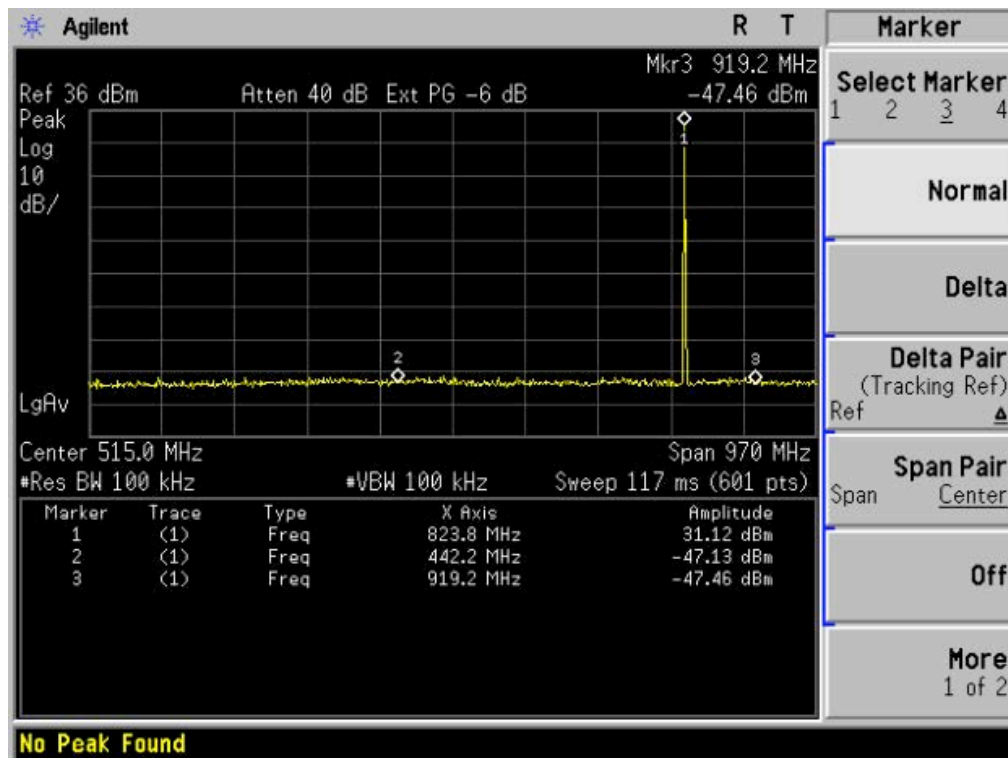 Agilent R T
Mkr3 919.2 MHz
Ref 36 dBm Atten 40 dB Ext PG -6 dB -47.46 dBm
Peak
Log
10
dB/
1
2
3
LgAv
Center 515.0 MHz Span 970 MHz
#Res BW 100 kHz #VBW 100 kHz Sweep 117 ms (601 pts)
Marker Trace Type X Axis Amplitude
1 (1) Freq 823.8 MHz 31.12 dBm
2 (1) Freq 442.2 MHz -47.13 dBm
3 (1) Freq 919.2 MHz -47.46 dBm
No Peak Found
Marker
Select Marker
1 2 3 4
Normal
Delta
Delta Pair
(Tracking Ref)
Ref Δ
Span Pair
Span Center
Off
More
1 of 2